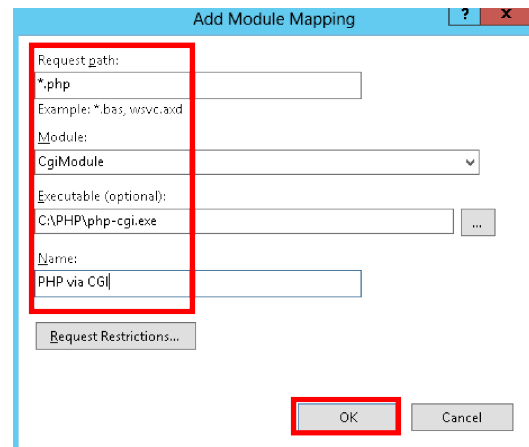 Add Module Mapping
? x
Request path:
*.php
Example: *.bas, wsvc.axd
Module:
CgiModule
Executable (optional):
C:\PHP\php-cgi.exe
...
Name:
PHP via CGI
Request Restrictions...
OK Cancel